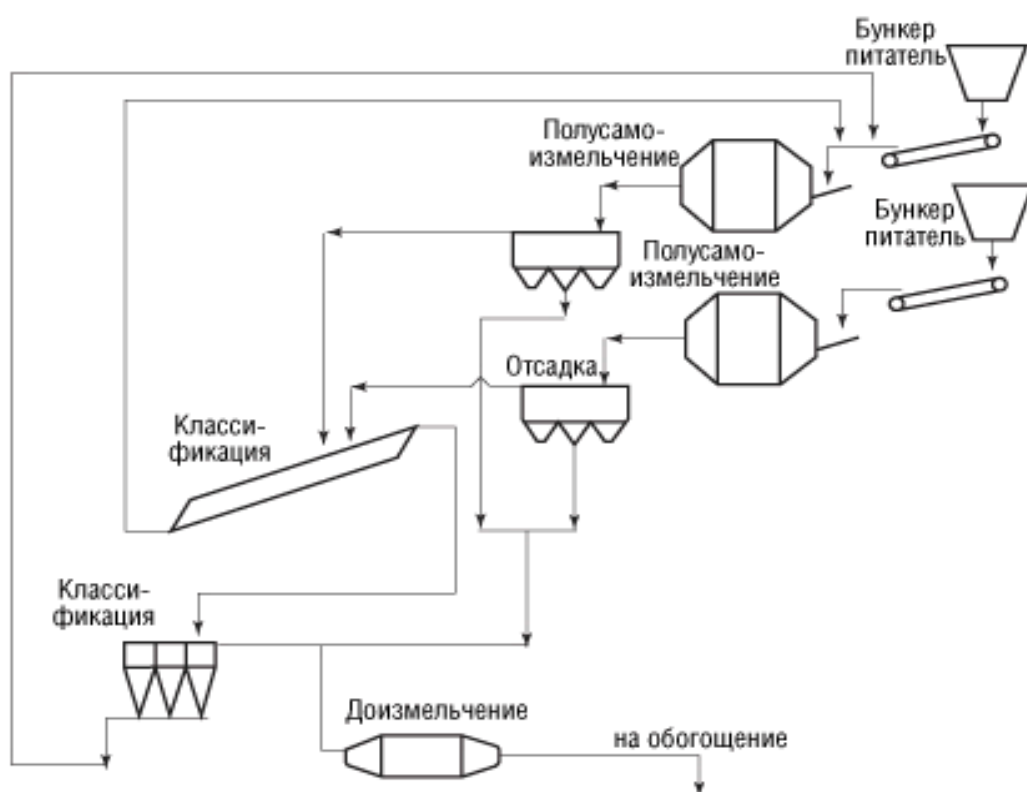 Бункер
питатель
Полусамо-
измельчение
Бункер
питатель
Полусамо-
измельчение
Отсадка
Класси-
фикация
Класси-
фикация
Доизмельчение
на обогощение